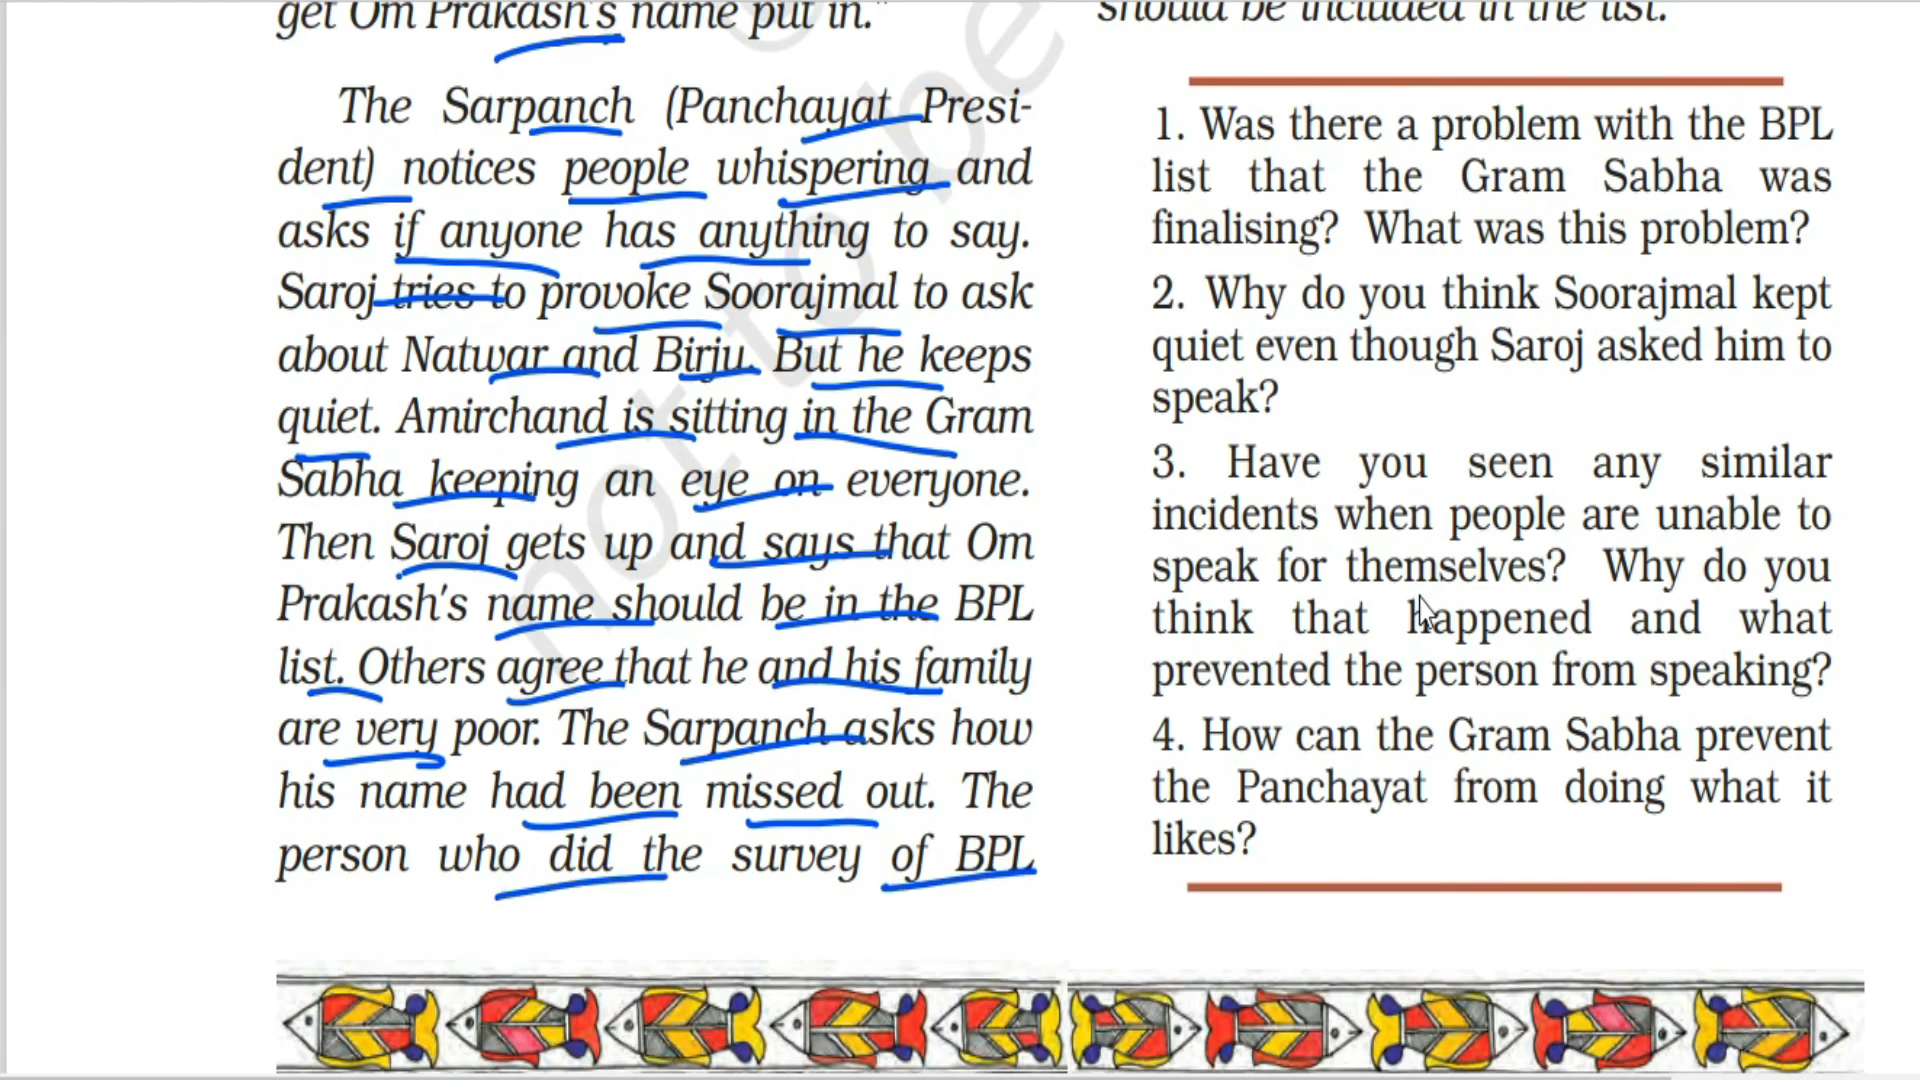 get Om Prakash's name put in."
The Sarpanch (Panchayat Presi-
dent) notices people whispering and
asks if anyone has anything to say.
Saroj tries to provoke Soorajmal to ask
about Natwar and Birju. But he keeps
quiet. Amirchand is sitting in the Gram
Sabha keeping an eye on everyone.
Then Saroj gets up and says that Om
Prakash's name should be in the BPL
list. Others agree that he and his family
are very poor. The Sarpanch asks how
his name had been missed out. The
person who did the survey of BPL
should be included in the list.
1. Was there a problem with the BPL
list that the Gram Sabha was
finalising? What was this problem?
2. Why do you think Soorajmal kept
quiet even though Saroj asked him to
speak?
3. Have you seen any similar
incidents when people are unable to
speak for themselves? Why do you
think that happened and what
prevented the person from speaking?
4. How can the Gram Sabha prevent
the Panchayat from doing what it
likes?
not to be